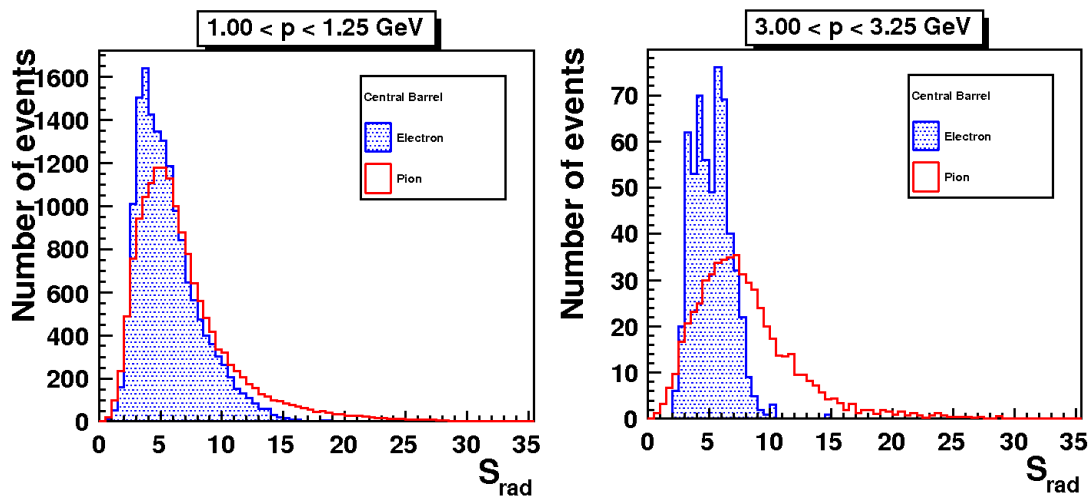 1.00 < p < 1.25 GeV
Number of events
1600
1400
1200
1000
800
600
400
200
0
Central Barrel
Electron
Pion
0 5 10 15 20 25 30 35
S_rad
3.00 < p < 3.25 GeV
Number of events
70
60
50
40
30
20
10
0
Central Barrel
Electron
Pion
0 5 10 15 20 25 30 35
S_rad